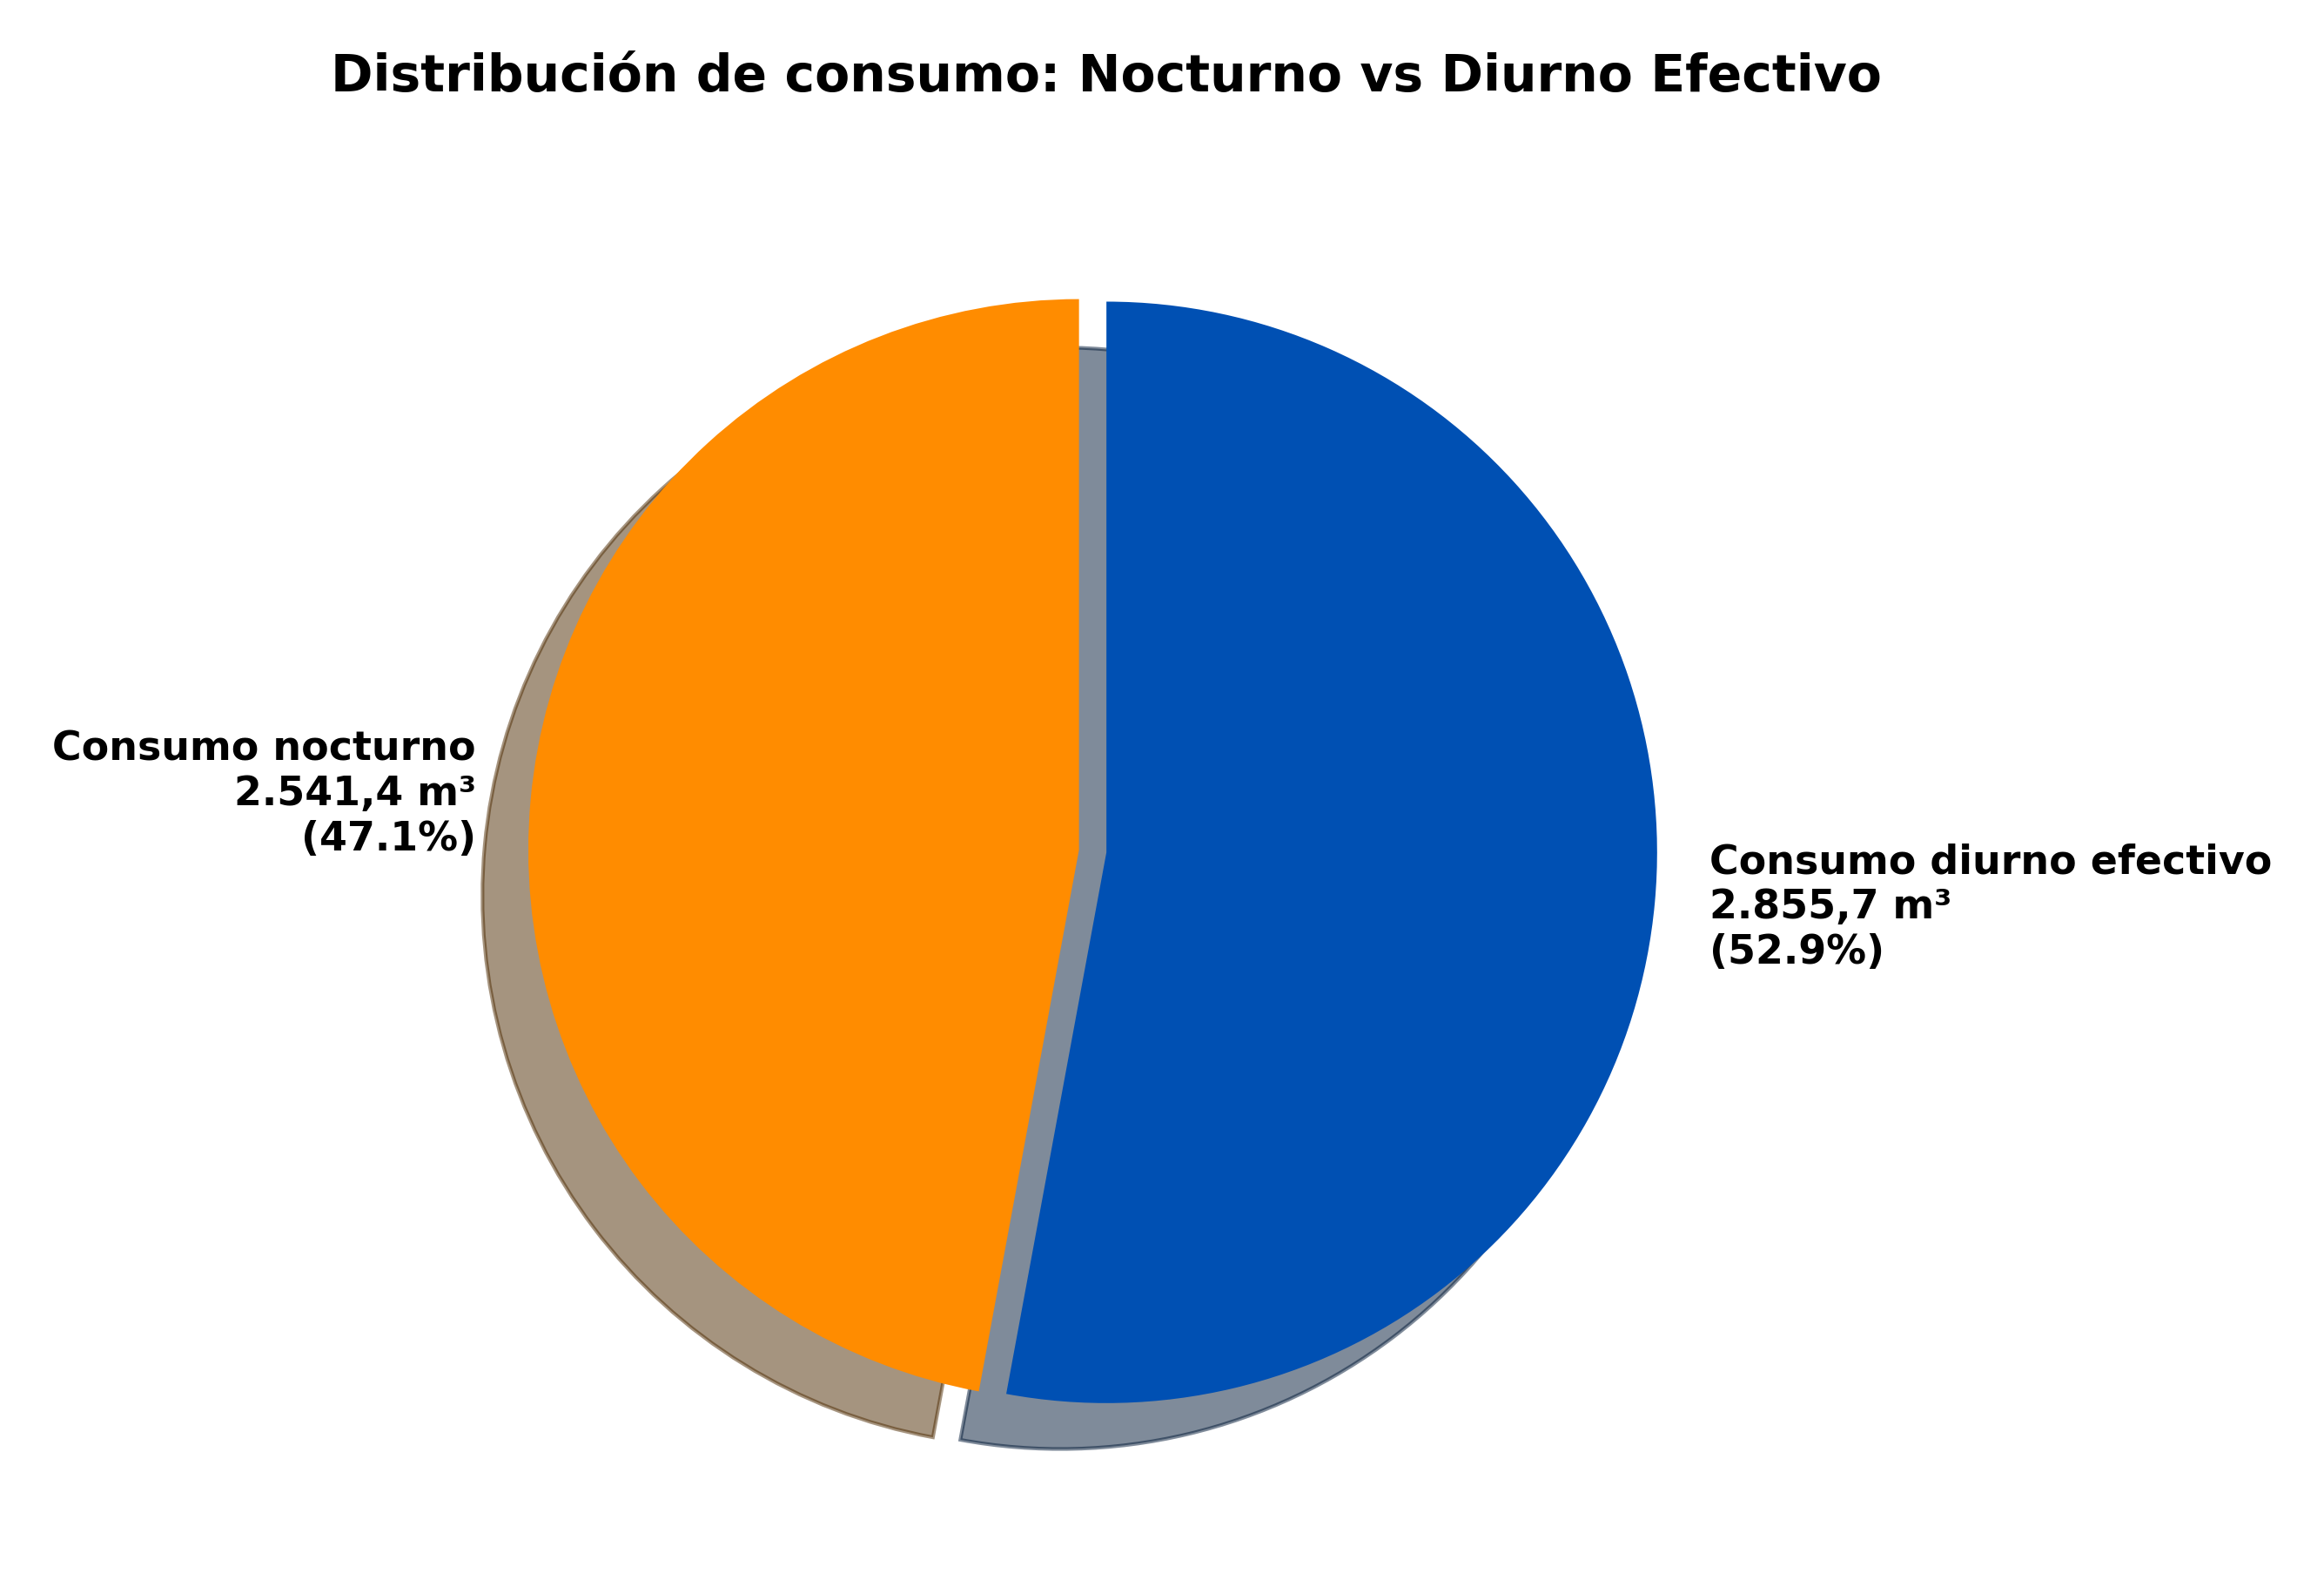 Distribución de consumo: Nocturno vs Diurno Efectivo
Consumo nocturno
2.541,4 m³
(47.1%)
Consumo diurno efectivo
2.855,7 m³
(52.9%)